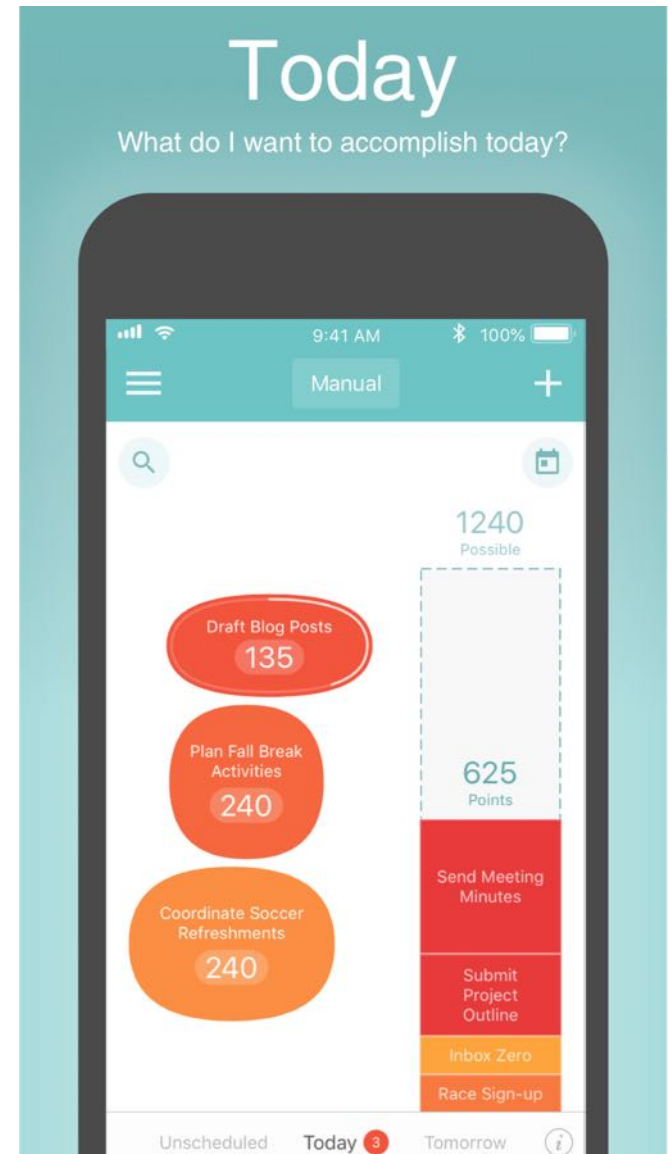 Today
What do I want to accomplish today?
9:41 AM
100%
Manual
1240
Possible
Draft Blog Posts
135
Plan Fall Break
Activities
240
625
Points
Coordinate Soccer
Refreshments
240
Send Meeting
Minutes
Submit
Project
Outline
Inbox Zero
Race Sign-up
Unscheduled Today 3 Tomorrow i